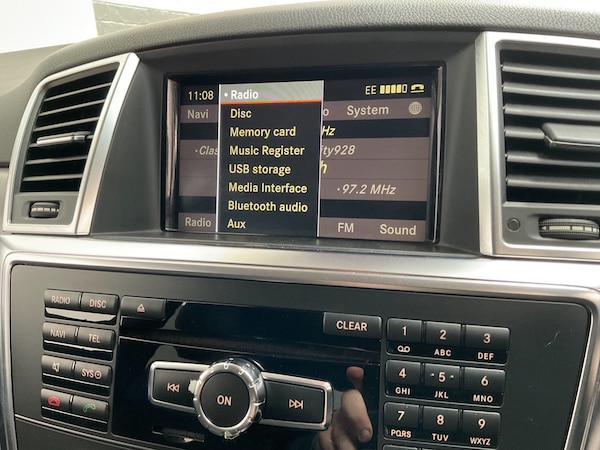 11:08 • Radio EE
Navi Disc o System
Memory card Hz
•Clas Music Register ity928
USB storage h
Media Interface •97.2 MHz
Bluetooth audio
Radio Aux FM Sound
RADIO DISC
CLEAR
NAVI TEL
SYS
ON
1
2 ABC
3 DEF
4 GHI
5 JKL
6 MNO
7 PQRS
8 TUV
9 WXYZ